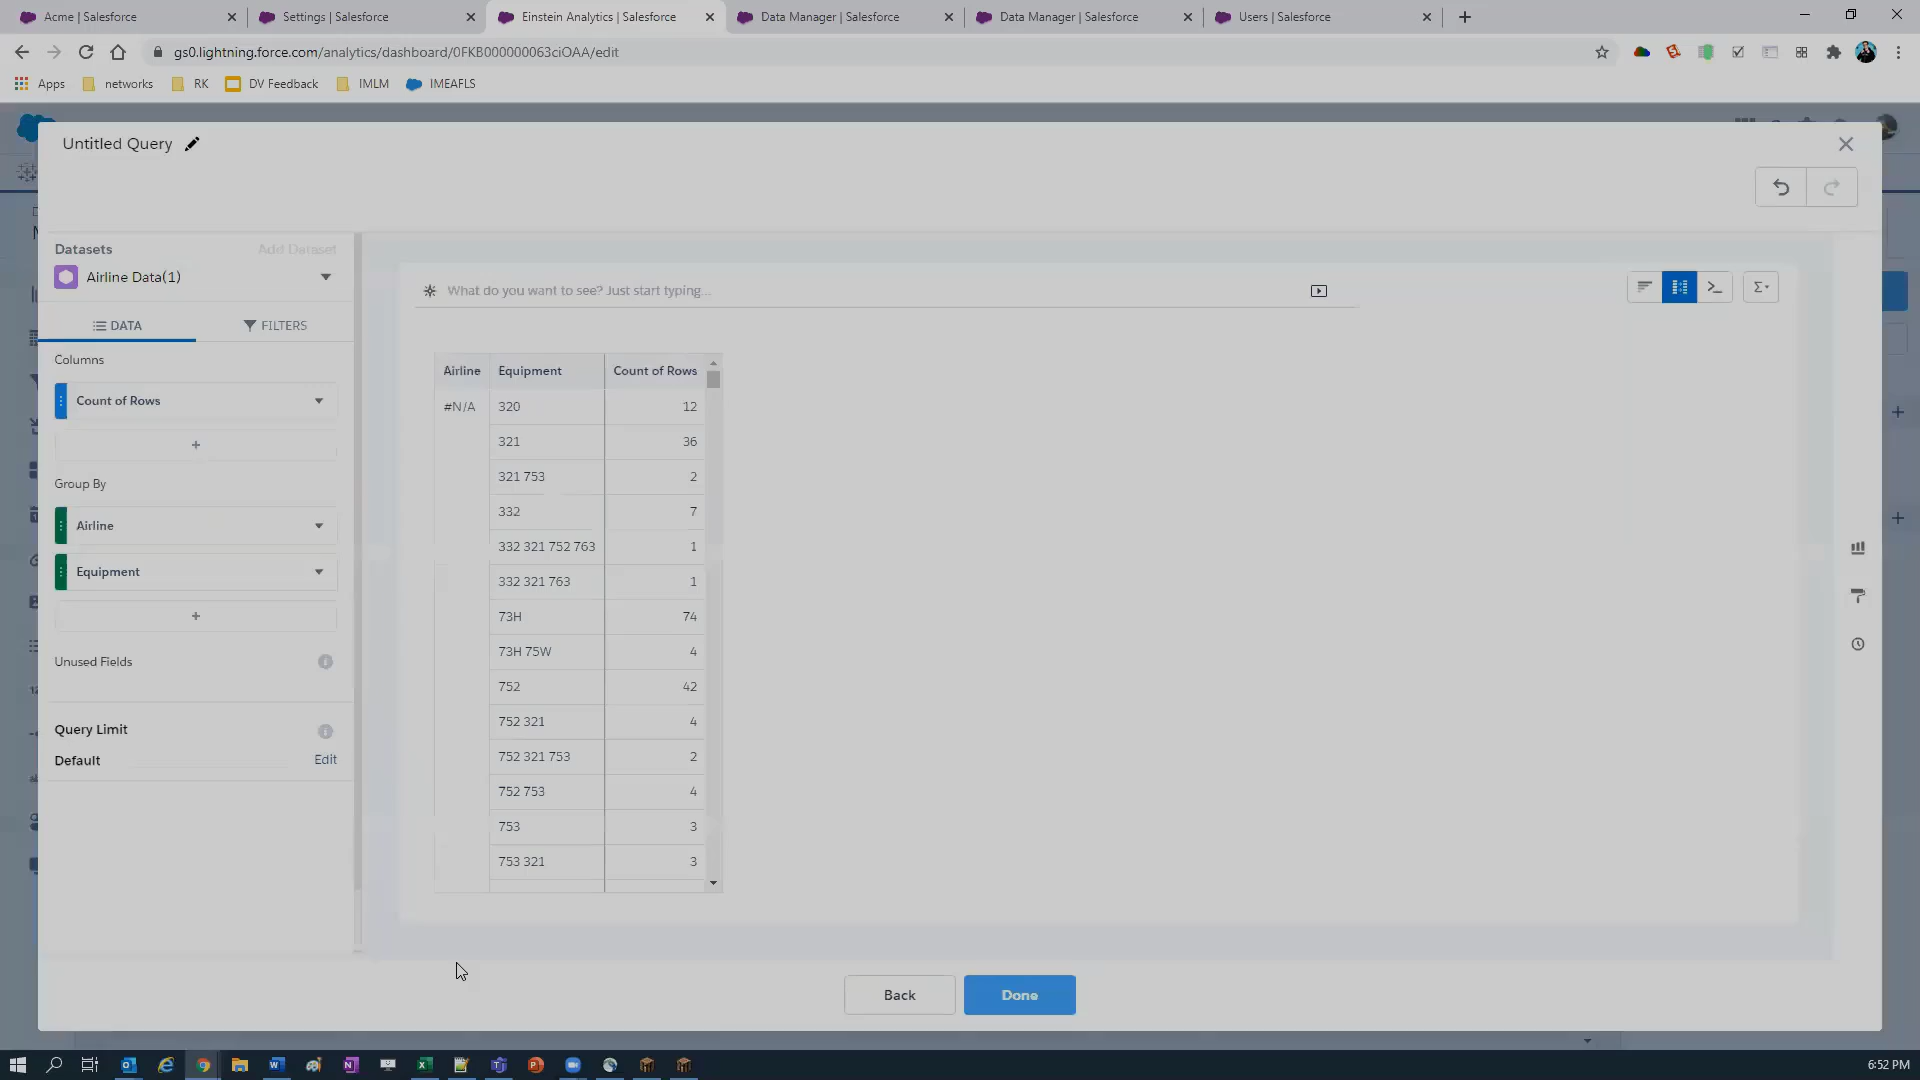 Acme | Salesforce
Settings | Salesforce
Einstein Analytics | Salesforce
Data Manager | Salesforce
Data Manager | Salesforce
Users | Salesforce
gs0.lightning.force.com/analytics/dashboard/0FKB000000063ciOAA/edit
Apps
networks
RK
DV Feedback
IMLM
IMEAFLS
Untitled Query
Datasets
Add Dataset
Airline Data(1)
DATA
FILTERS
Columns
Count of Rows
+
Group By
Airline
Equipment
+
Unused Fields
Query Limit
Default
Edit
What do you want to see? Just start typing...
Airline Equipment Count of Rows
#N/A 320 12
321 36
321 753 2
332 7
332 321 752 763 1
332 321 763 1
73H 74
73H 75W 4
752 42
752 321 4
752 321 753 2
752 753 4
753 3
753 321 3
Back
Done
6:52 PM